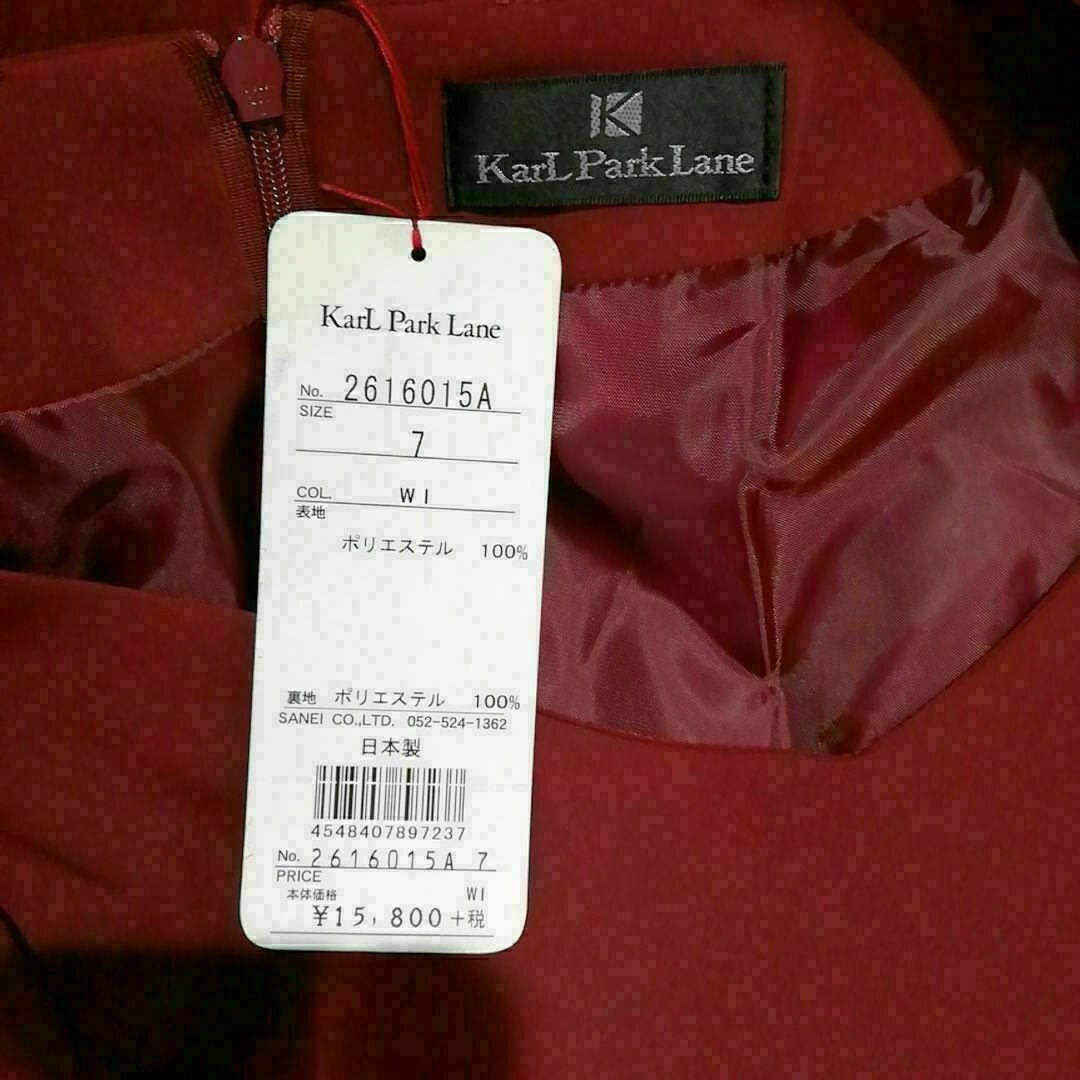 K
KarL Park Lane
KarL Park Lane
No. 2616015A
SIZE
7
COL. WI
表地
ポリエステル 100%
裏地 ポリエステル 100%
SANEI CO.,LTD. 052-524-1362
日本製
4548407897237
No. 2616015A 7
PRICE
本体価格 WI
¥15,800+税